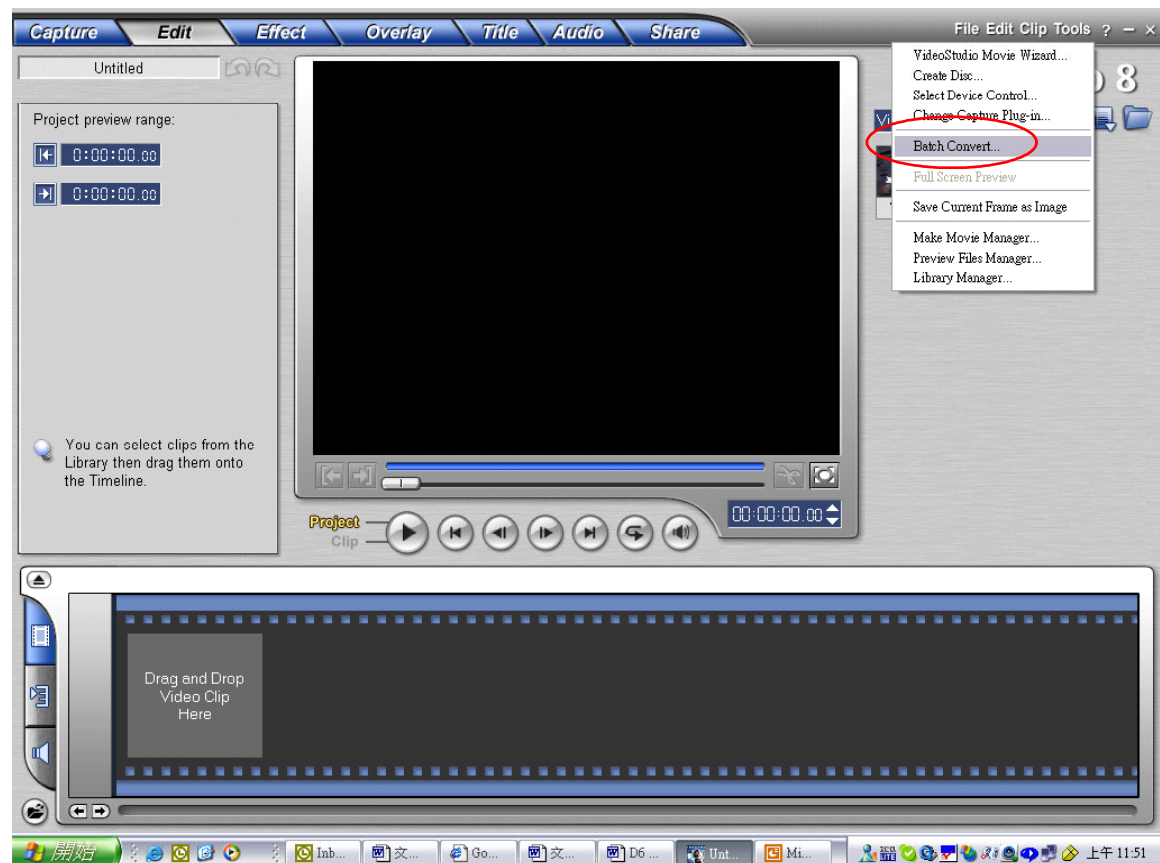 Capture Edit Effect Overlay Title Audio Share
File Edit Clip Tools ? – ×
Untitled
Project preview range:
0:00:00.00
0:00:00.00
You can select clips from the
Library then drag them onto
the Timeline.
8
VideoStudio Movie Wizard...
Create Disc...
Select Device Control...
Change Capture Plug-in...
Batch Convert...
Full Screen Preview
Save Current Frame as Image
Make Movie Manager...
Preview Files Manager...
Library Manager...
Project
Clip
00:00:00.00
Drag and Drop
Video Clip
Here
開始 Inb... 文... Go... 文... D6 ... Unt... Mi... 上午 11:51